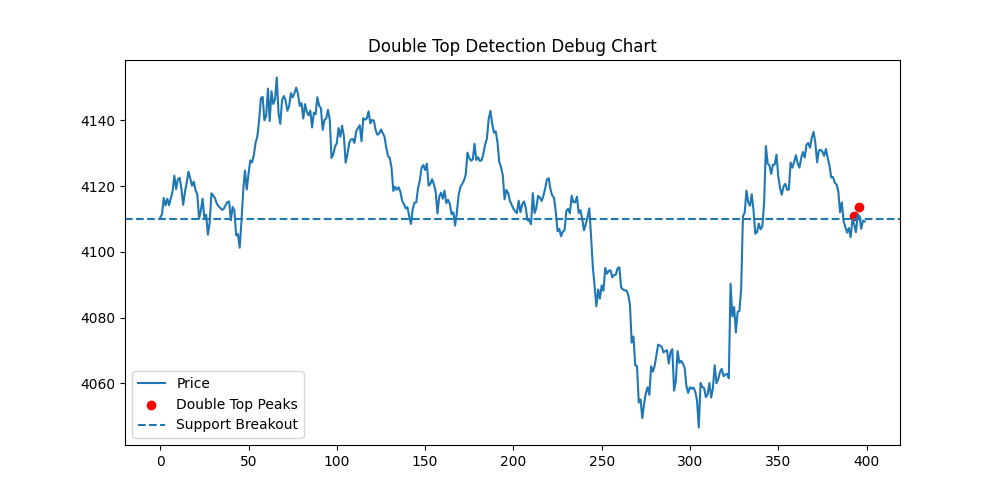 Double Top Detection Debug Chart
4140
4120
4100
4080
4060
Price
Double Top Peaks
Support Breakout
0 50 100 150 200 250 300 350 400